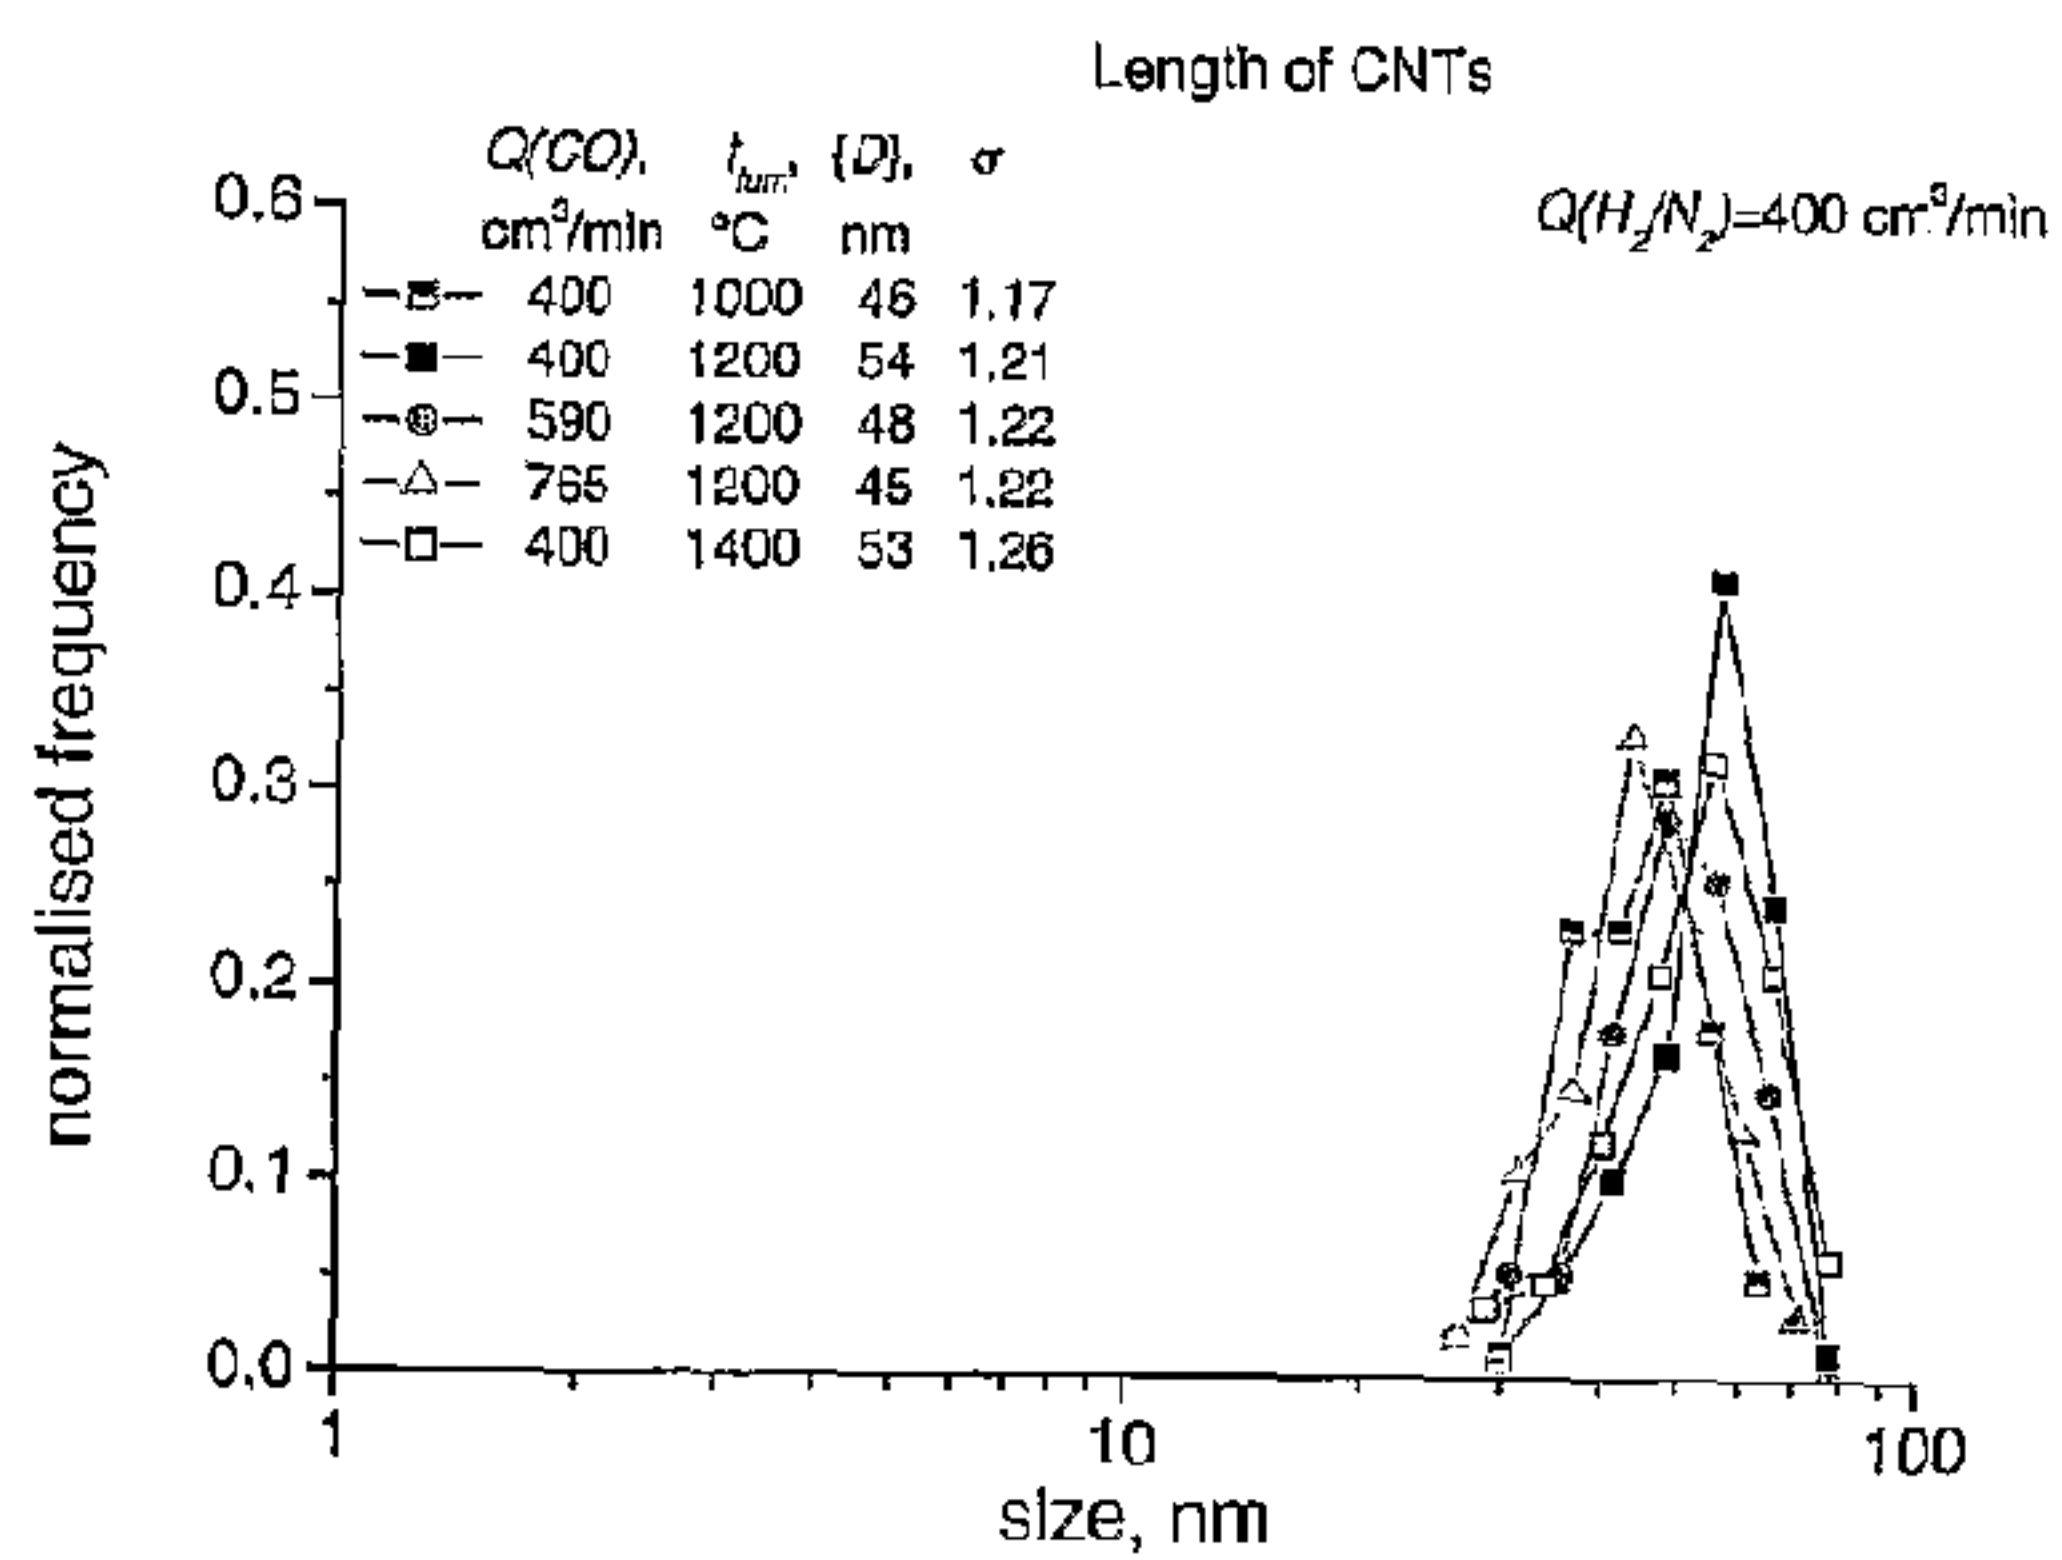 Length of CNTs
Q(CO), t_fum, {D}, σ
cm³/min °C nm
Q(H₂/N₂)=400 cm³/min
400 1000 46 1.17
400 1200 54 1.21
590 1200 48 1.22
765 1200 45 1.22
400 1400 53 1.26
0.6
0.5
0.4
0.3
0.2
0.1
0.0
normalised frequency
1 10 100
size, nm